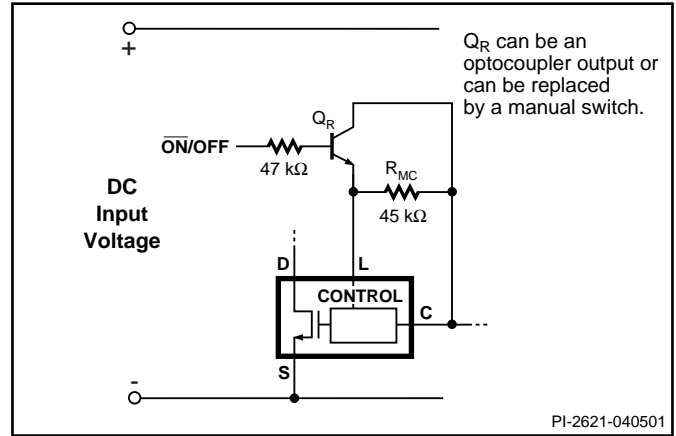 +
Q_R can be an
optocoupler output or
can be replaced
by a manual switch.
Q_R
O̅N̅/OFF
47 kΩ
R_MC
45 kΩ
DC
Input
Voltage
D
L
CONTROL
C
S
-
PI-2621-040501